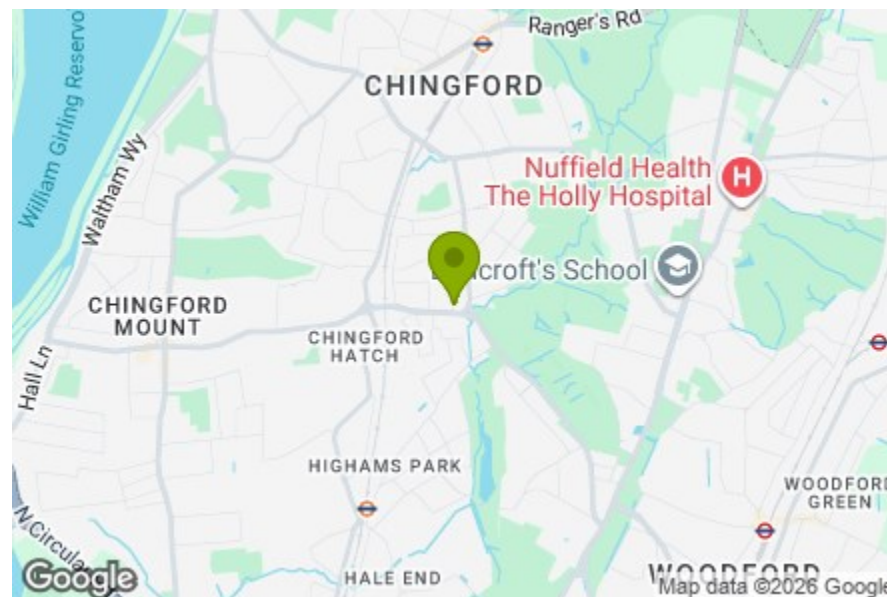 Ranger's Rd
CHINGFORD
William Girling Reservo
Waltham Wy
Nuffield Health
The Holly Hospital
H
croft's School
CHINGFORD
MOUNT
CHINGFORD
HATCH
Hall Ln
HIGHAMS PARK
WOODFORD
GREEN
N Circular
HALE END
WOODFORD
Google
Map data ©2026 Google